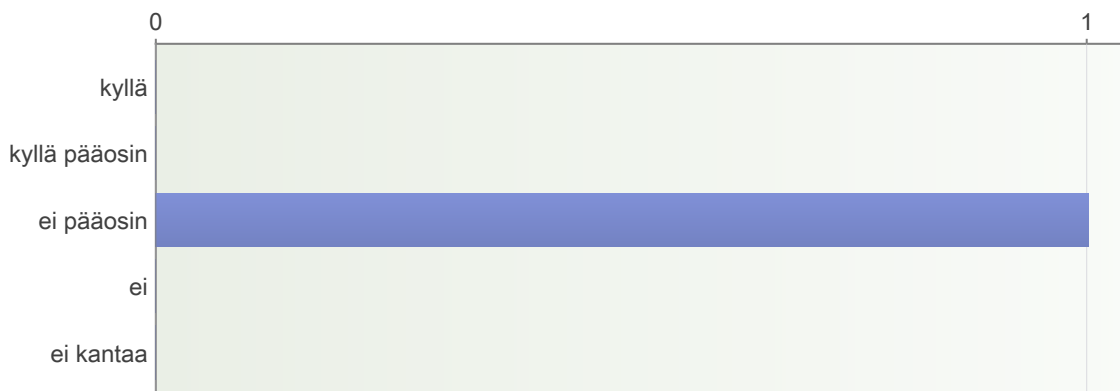 0 1
kyllä
kyllä pääosin
ei pääosin
ei
ei kantaa